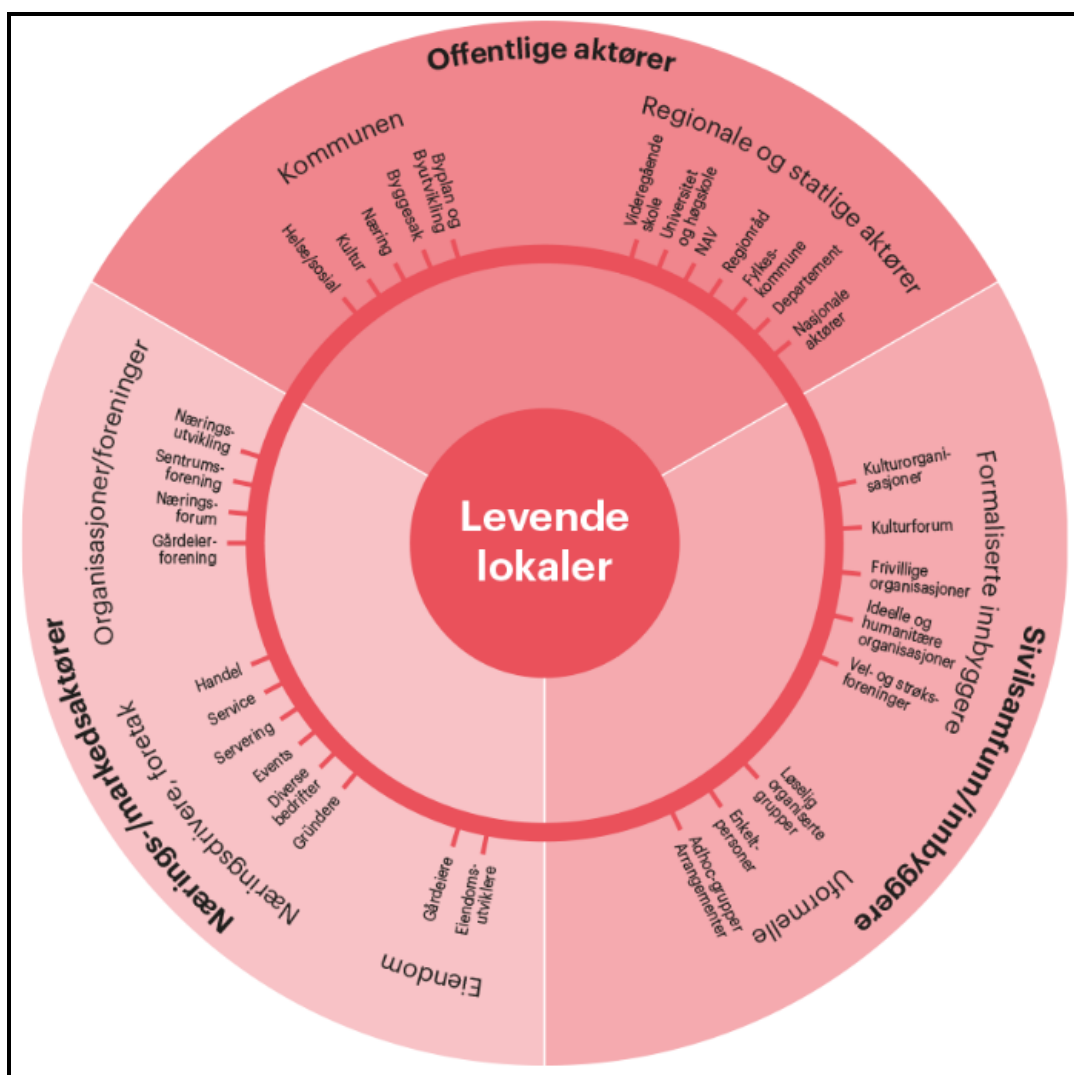 Offentlige aktører
Kommunen
Helse/sosial
Kultur
Næring
Byggesak
Byutvikling
Byplan og
Regionale og statlige aktører
Videregående
skole
Universitet
og høgskole
NAV
Regionråd
Fylkes-
kommune
Departement
Nasjonale
aktører
Levende
lokaler
Sivilsamfunn/innbyggere
Formaliserte innbyggere
Kulturorgani-
sasjoner
Kulturforum
Frivillige
organisasjoner
Ideelle og
humanitære
organisasjoner
Vel- og strøks-
foreninger
Uformelle
Løselig
organiserte
grupper
Enkelt-
personer
Adhoc-grupper
Arrangementer
Nærings-/markedsaktører
Organisasjoner/foreninger
Nærings-
utvikling
Sentrums-
forening
Nærings-
forum
Gårdeier-
forening
Næringsdrivere, foretak
Handel
Service
Servering
Events
Diverse
bedrifter
Gründere
Eiendom
Gårdeiere
Eiendoms-
utviklere